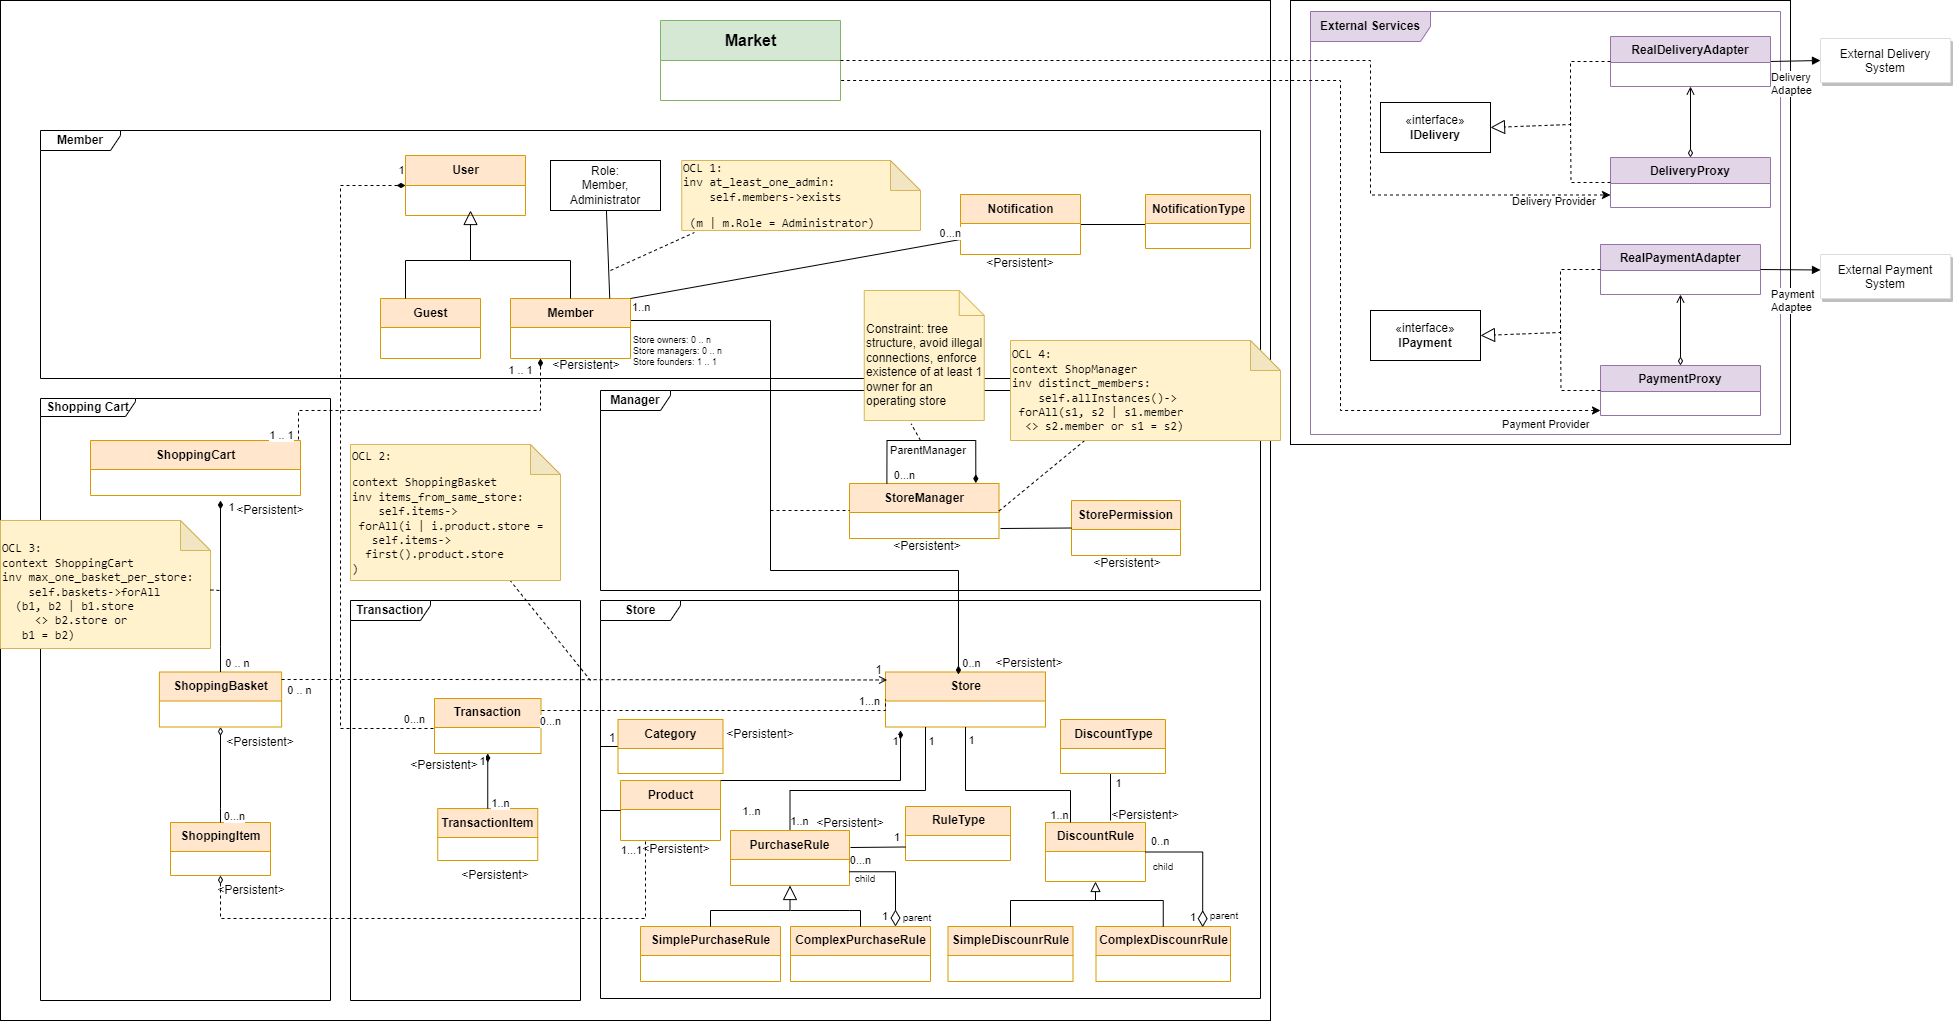 Market
External Services
RealDeliveryAdapter
External Delivery
System
Delivery
Adaptee
«interface»
IDelivery
DeliveryProxy
Delivery Provider
RealPaymentAdapter
External Payment
System
Payment
Adaptee
«interface»
IPayment
PaymentProxy
Payment Provider
Member
User
1
Role:
Member,
Administrator
OCL 1:
inv at_least_one_admin:
self.members->exists
(m | m.Role = Administrator)
Notification
NotificationType
0...n
<Persistent>
Guest
Member
1..n
Store owners: 0 .. n
Store managers: 0 .. n
Store founders: 1 .. 1
<Persistent>
1 .. 1
Constraint: tree
structure, avoid illegal
connections, enforce
existence of at least 1
owner for an
operating store
OCL 4:
context ShopManager
inv distinct_members:
self.allInstances()->
forAll(s1, s2 | s1.member
<> s2.member or s1 = s2)
Manager
ParentManager
0...n
StoreManager
<Persistent>
StorePermission
<Persistent>
Shopping Cart
1 .. 1
ShoppingCart
1
<Persistent>
OCL 3:
context ShoppingCart
inv max_one_basket_per_store:
self.baskets->forAll
(b1, b2 | b1.store
<> b2.store or
b1 = b2)
0 .. n
ShoppingBasket
0 .. n
<Persistent>
0...n
ShoppingItem
<Persistent>
OCL 2:
context ShoppingBasket
inv items_from_same_store:
self.items->
forAll(i | i.product.store =
self.items->
first().product.store
)
Transaction
0...n
Transaction
0...n
<Persistent>
1
1..n
TransactionItem
<Persistent>
Store
0..n
<Persistent>
1
Store
1...n
1
1
1
1
Category
<Persistent>
Product
1...1
<Persistent>
1..n
1..n
<Persistent>
PurchaseRule
1
RuleType
0...n
child
1
parent
SimplePurchaseRule
ComplexPurchaseRule
DiscountType
1
<Persistent>
1..n
DiscountRule
0..n
child
1
parent
SimpleDiscounrRule
ComplexDiscounrRule